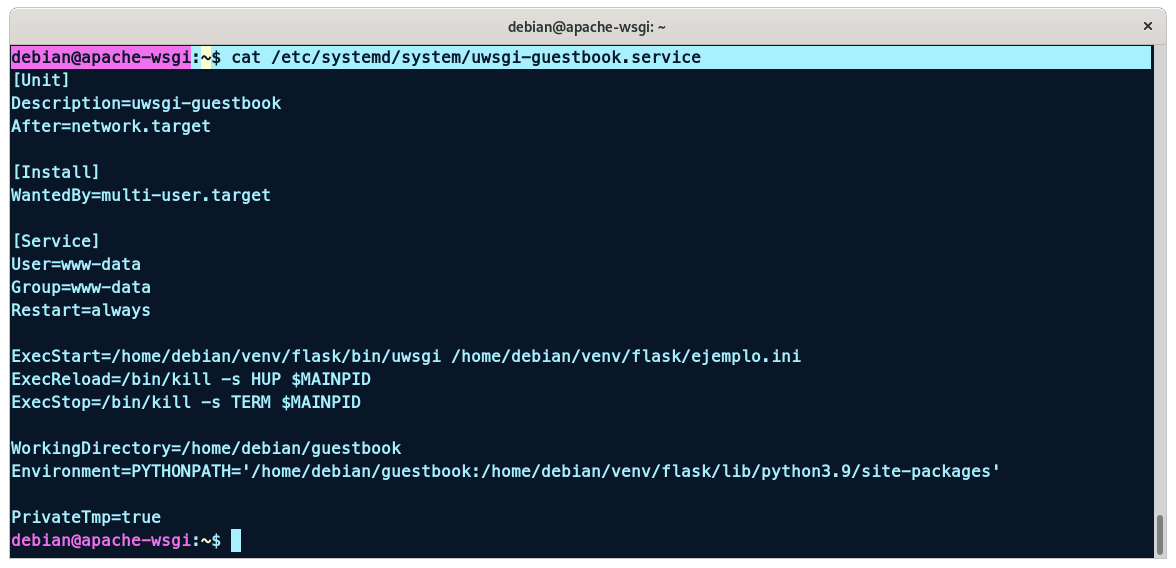 debian@apache-wsgi: ~
×
debian@apache-wsgi:~$ cat /etc/systemd/system/uwsgi-guestbook.service
[Unit]
Description=uwsgi-guestbook
After=network.target

[Install]
WantedBy=multi-user.target

[Service]
User=www-data
Group=www-data
Restart=always

ExecStart=/home/debian/venv/flask/bin/uwsgi /home/debian/venv/flask/ejemplo.ini
ExecReload=/bin/kill -s HUP $MAINPID
ExecStop=/bin/kill -s TERM $MAINPID

WorkingDirectory=/home/debian/guestbook
Environment=PYTHONPATH='/home/debian/guestbook:/home/debian/venv/flask/lib/python3.9/site-packages'

PrivateTmp=true
debian@apache-wsgi:~$